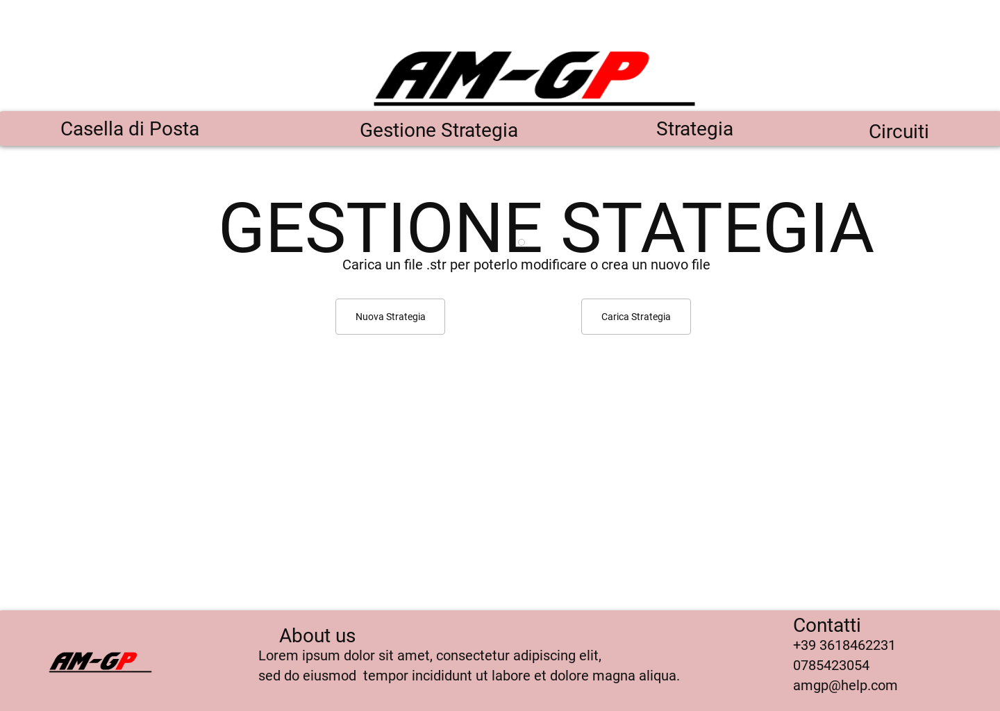 AM-GP
Casella di Posta
Gestione Strategia
Strategia
Circuiti
GESTIONE STATEGIA
Carica un file .str per poterlo modificare o crea un nuovo file
Nuova Strategia
Carica Strategia
AM-GP
About us
Lorem ipsum dolor sit amet, consectetur adipiscing elit,
sed do eiusmod  tempor incididunt ut labore et dolore magna aliqua.
Contatti
+39 3618462231
0785423054
amgp@help.com